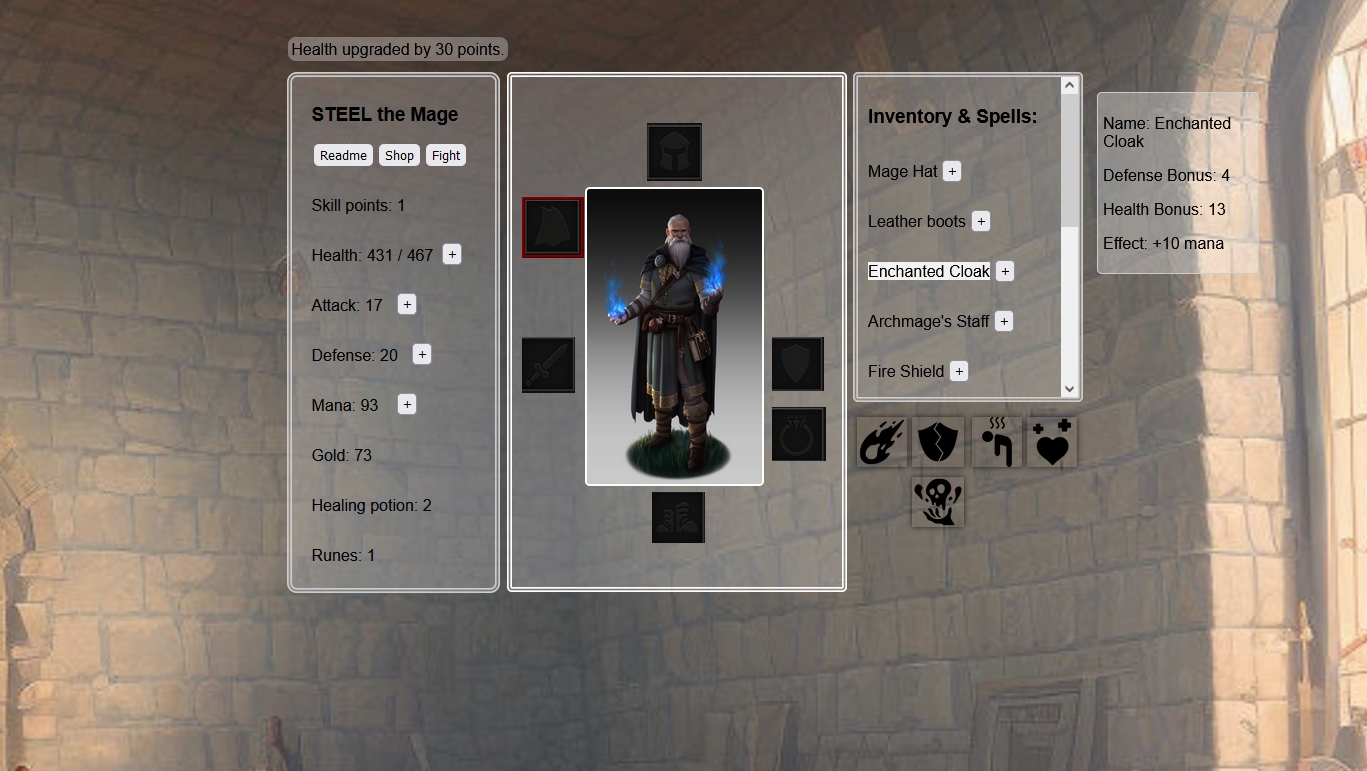 Health upgraded by 30 points.
STEEL the Mage
Readme Shop Fight
Skill points: 1
Health: 431 / 467 +
Attack: 17 +
Defense: 20 +
Mana: 93 +
Gold: 73
Healing potion: 2
Runes: 1
Inventory & Spells:
Mage Hat +
Leather boots +
Enchanted Cloak +
Archmage's Staff +
Fire Shield +
Name: Enchanted
Cloak
Defense Bonus: 4
Health Bonus: 13
Effect: +10 mana